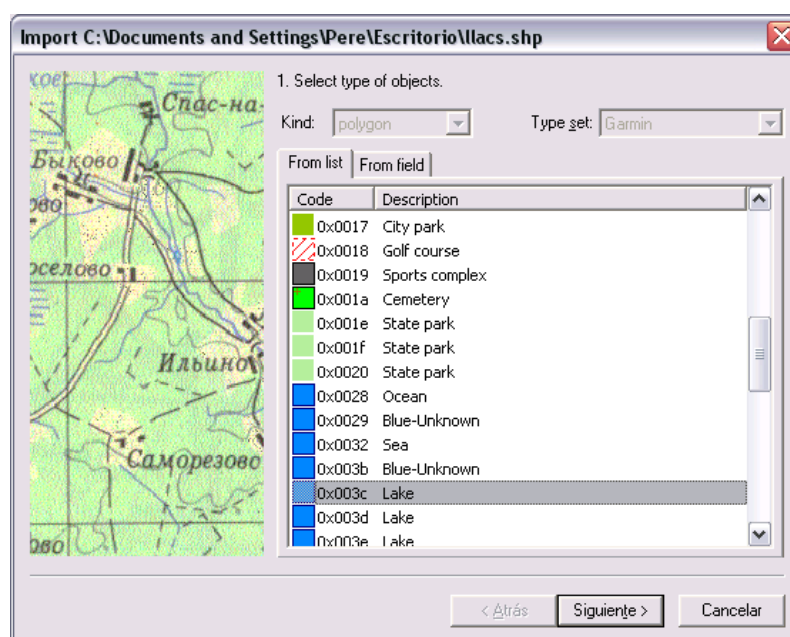 Import C:\Documents and Settings\Pere\Escritorio\llacs.shp
1. Select type of objects.
Kind: polygon Type set: Garmin
From list From field
Code Description
0x0017 City park
0x0018 Golf course
0x0019 Sports complex
0x001a Cemetery
0x001e State park
0x001f State park
0x0020 State park
0x0028 Ocean
0x0029 Blue-Unknown
0x0032 Sea
0x003b Blue-Unknown
0x003c Lake
0x003d Lake
0x003e Lake
кое
Спас-на-
Быково
оселово
Ильино
Саморезово
ово
< Atrás Siguiente > Cancelar